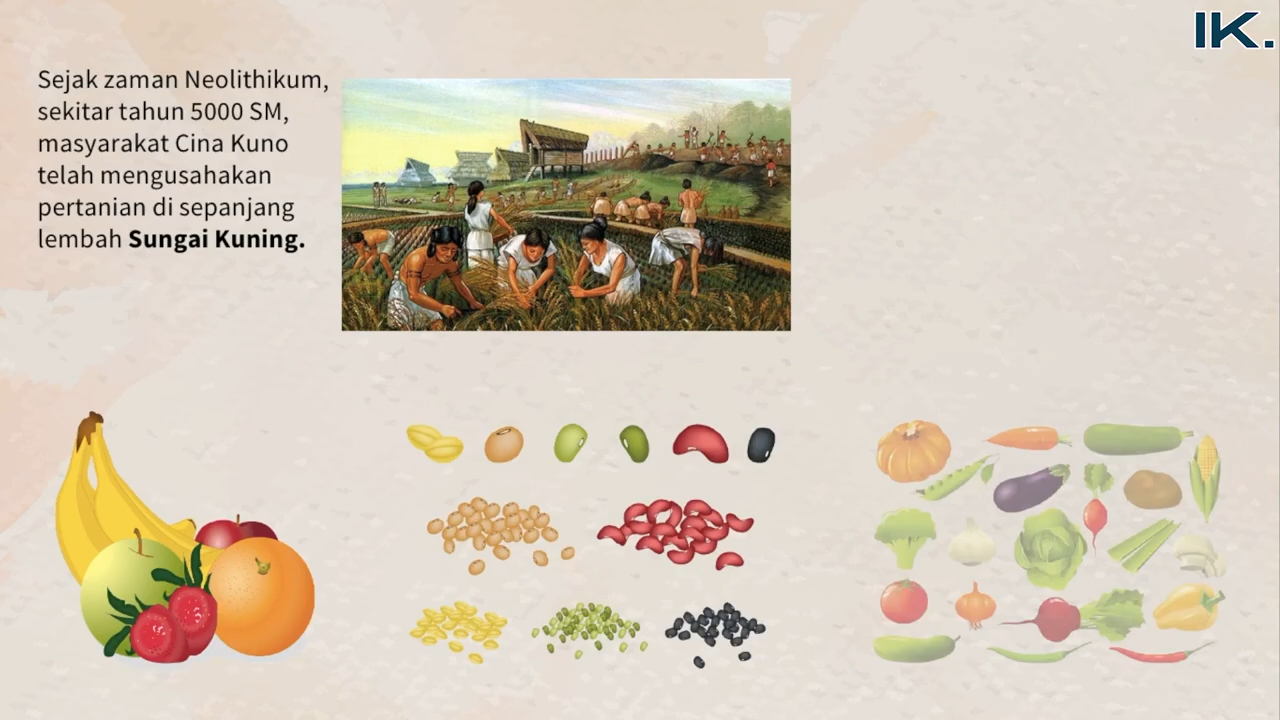 IK.
Sejak zaman Neolithikum,
sekitar tahun 5000 SM,
masyarakat Cina Kuno
telah mengusahakan
pertanian di sepanjang
lembah Sungai Kuning.